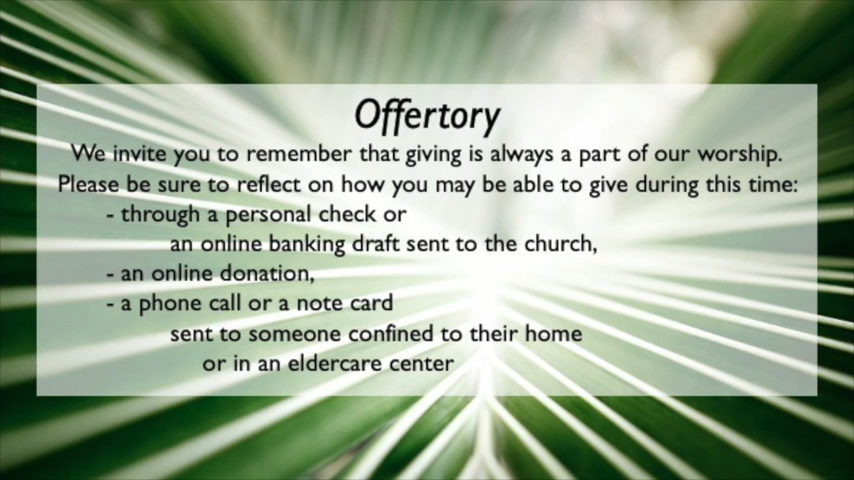 Offertory
We invite you to remember that giving is always a part of our worship.
Please be sure to reflect on how you may be able to give during this time:
- through a personal check or
an online banking draft sent to the church,
- an online donation,
- a phone call or a note card
sent to someone confined to their home
or in an eldercare center